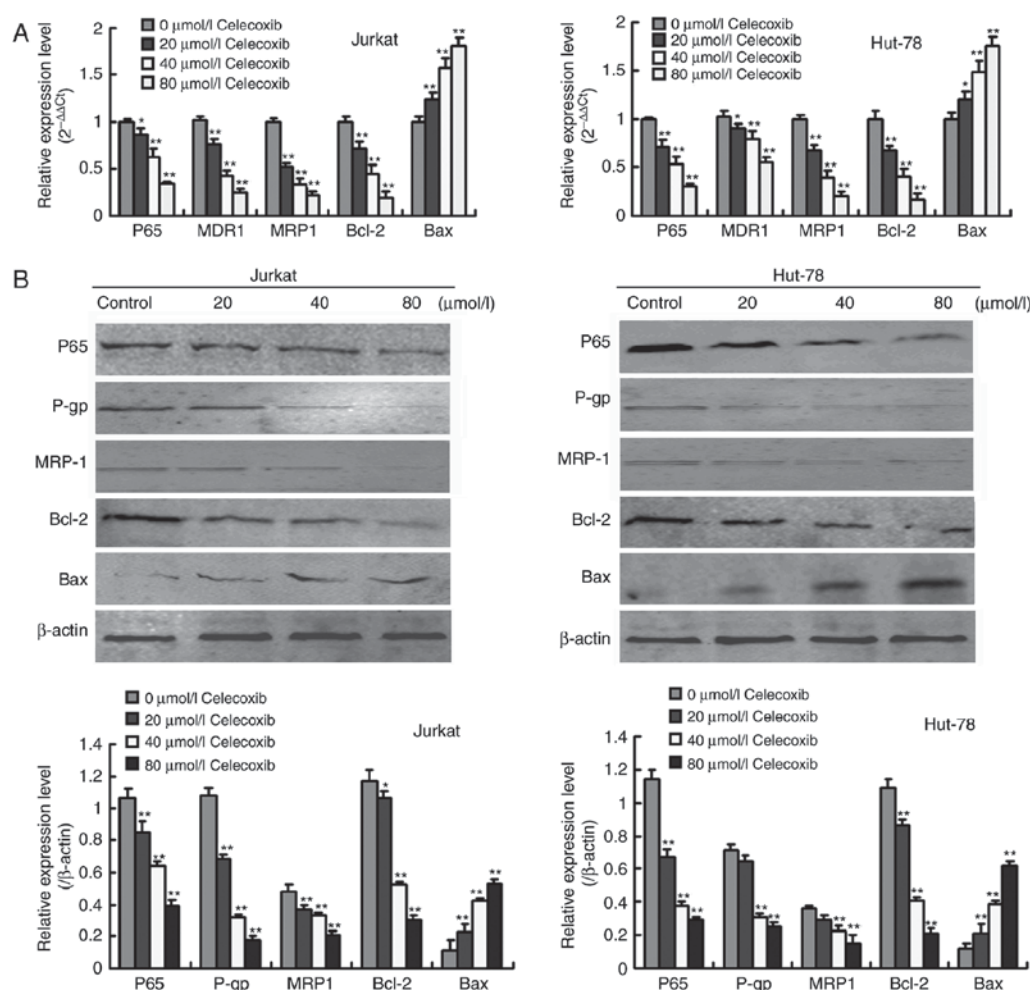 A
0 μmol/l Celecoxib
20 μmol/l Celecoxib
40 μmol/l Celecoxib
80 μmol/l Celecoxib
Jurkat
Relative expression level
(2^−ΔΔCt)
2
1.5
1
0.5
0
* ** ** ** ** ** ** ** ** ** ** ** ** ** **
P65 MDR1 MRP1 Bcl-2 Bax
0 μmol/l Celecoxib
20 μmol/l Celecoxib
40 μmol/l Celecoxib
80 μmol/l Celecoxib
Hut-78
Relative expression level
(2^−ΔΔCt)
2
1.5
1
0.5
0
** ** ** * ** ** ** ** ** ** ** ** * ** **
P65 MDR1 MRP1 Bcl-2 Bax
B
Jurkat
Control 20 40 80 (μmol/l)
P65
P-gp
MRP-1
Bcl-2
Bax
β-actin
Hut-78
Control 20 40 80 (μmol/l)
P65
P-gp
MRP-1
Bcl-2
Bax
β-actin
0 μmol/l Celecoxib
20 μmol/l Celecoxib
40 μmol/l Celecoxib
80 μmol/l Celecoxib
Jurkat
Relative expression level
(/β-actin)
1.4
1.2
1
0.8
0.6
0.4
0.2
0
** ** ** ** ** ** ** ** ** * ** ** ** ** **
P65 P-gp MRP1 Bcl-2 Bax
0 μmol/l Celecoxib
20 μmol/l Celecoxib
40 μmol/l Celecoxib
80 μmol/l Celecoxib
Hut-78
Relative expression level
(/β-actin)
1.4
1.2
1
0.8
0.6
0.4
0.2
0
** ** ** ** ** ** ** ** ** ** ** ** **
P65 P-gp MRP1 Bcl-2 Bax